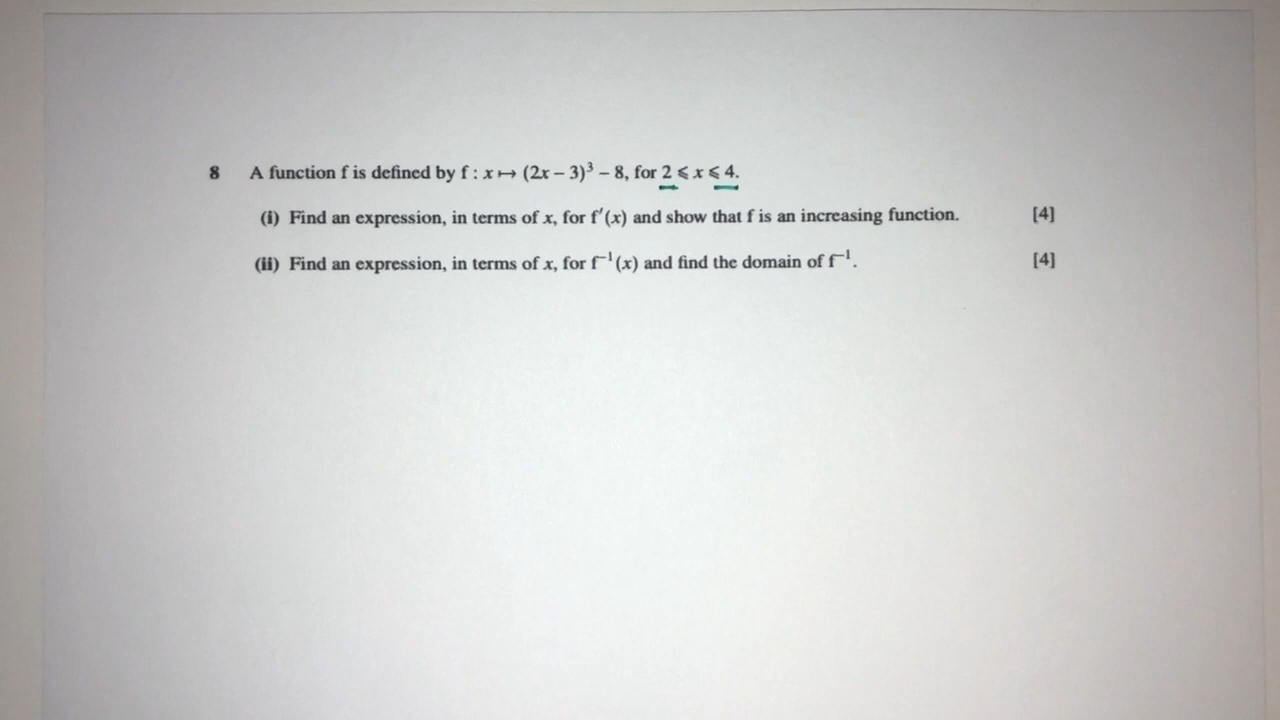 8 A function f is defined by f : x ↦ (2x – 3)³ – 8, for 2 ⩽ x ⩽ 4.
(i) Find an expression, in terms of x, for f′(x) and show that f is an increasing function. [4]
(ii) Find an expression, in terms of x, for f⁻¹(x) and find the domain of f⁻¹. [4]